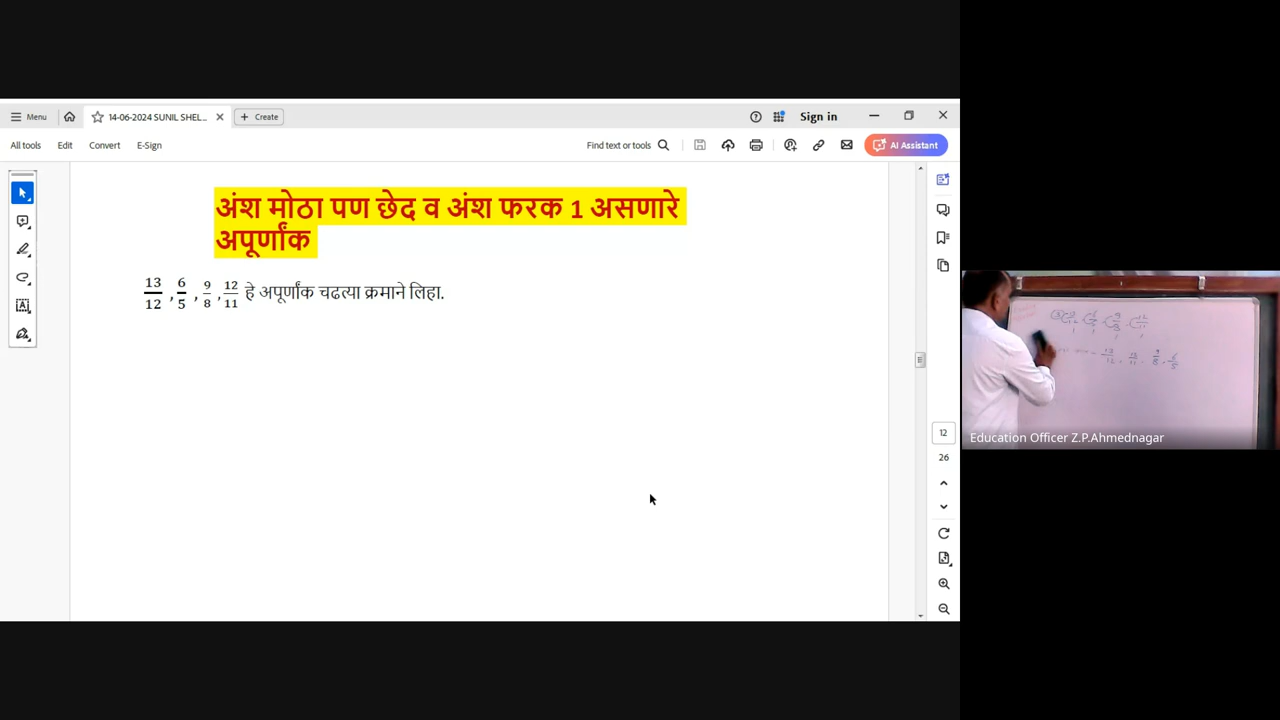 Menu
14-06-2024 SUNIL SHEL...
Create
Sign in
All tools Edit Convert E-Sign
Find text or tools
AI Assistant
अंश मोठा पण छेद व अंश फरक 1 असणारे
अपूर्णांक
13/12 , 6/5 , 9/8 , 12/11 हे अपूर्णांक चढत्या क्रमाने लिहा.
12
26
Education Officer Z.P.Ahmednagar